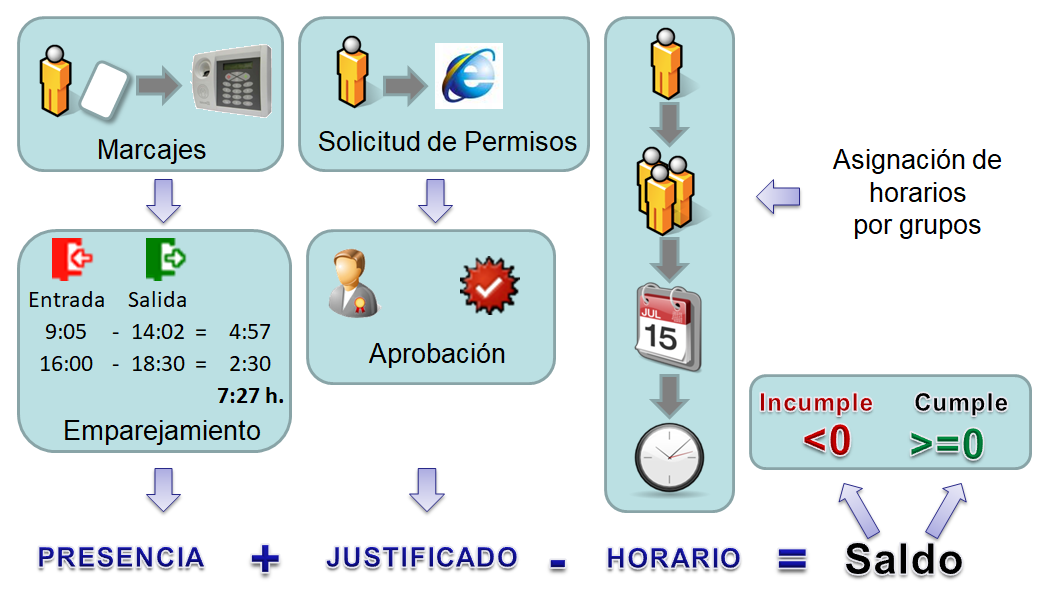 Marcajes
Solicitud de Permisos
Entrada Salida
9:05 - 14:02 = 4:57
16:00 - 18:30 = 2:30
7:27 h.
Emparejamiento
Aprobación
JUL
15
Asignación de
horarios
por grupos
Incumple Cumple
<0 >=0
PRESENCIA + JUSTIFICADO - HORARIO = Saldo